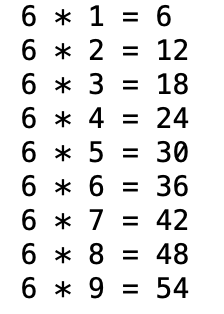 6 * 1 = 6
6 * 2 = 12
6 * 3 = 18
6 * 4 = 24
6 * 5 = 30
6 * 6 = 36
6 * 7 = 42
6 * 8 = 48
6 * 9 = 54